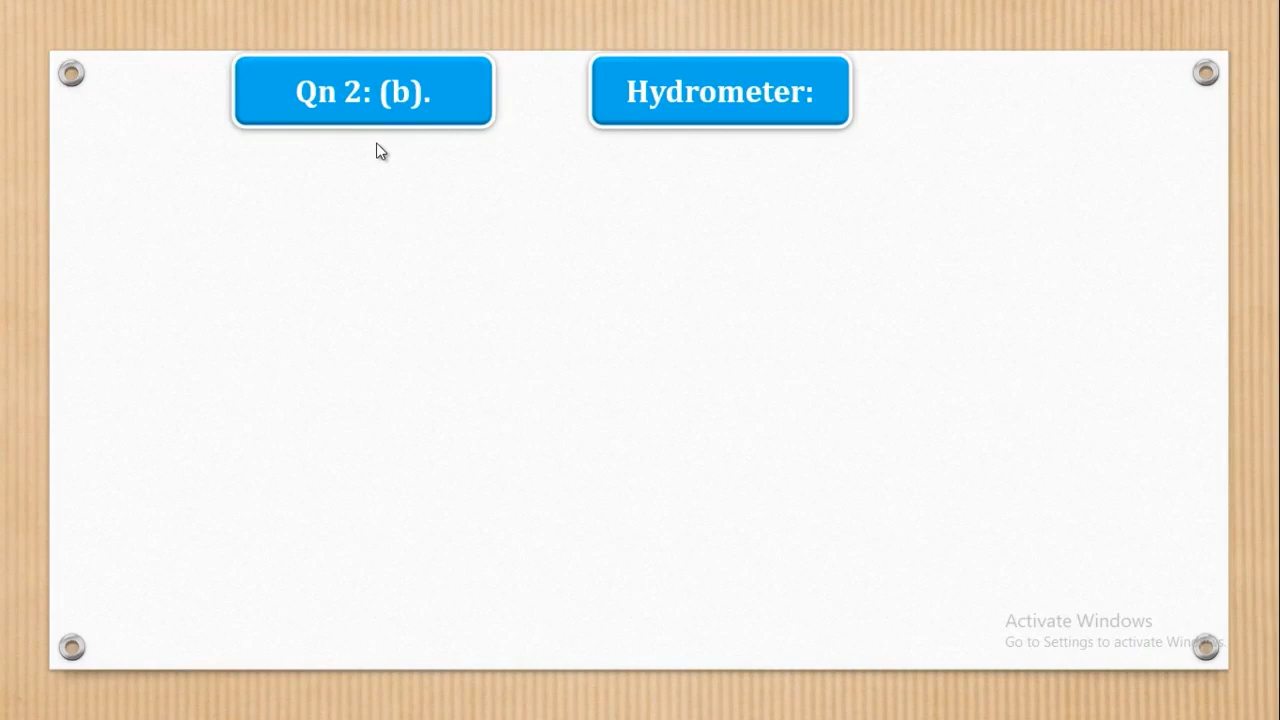 Qn 2: (b).
Hydrometer:
Activate Windows
Go to Settings to activate Windows.